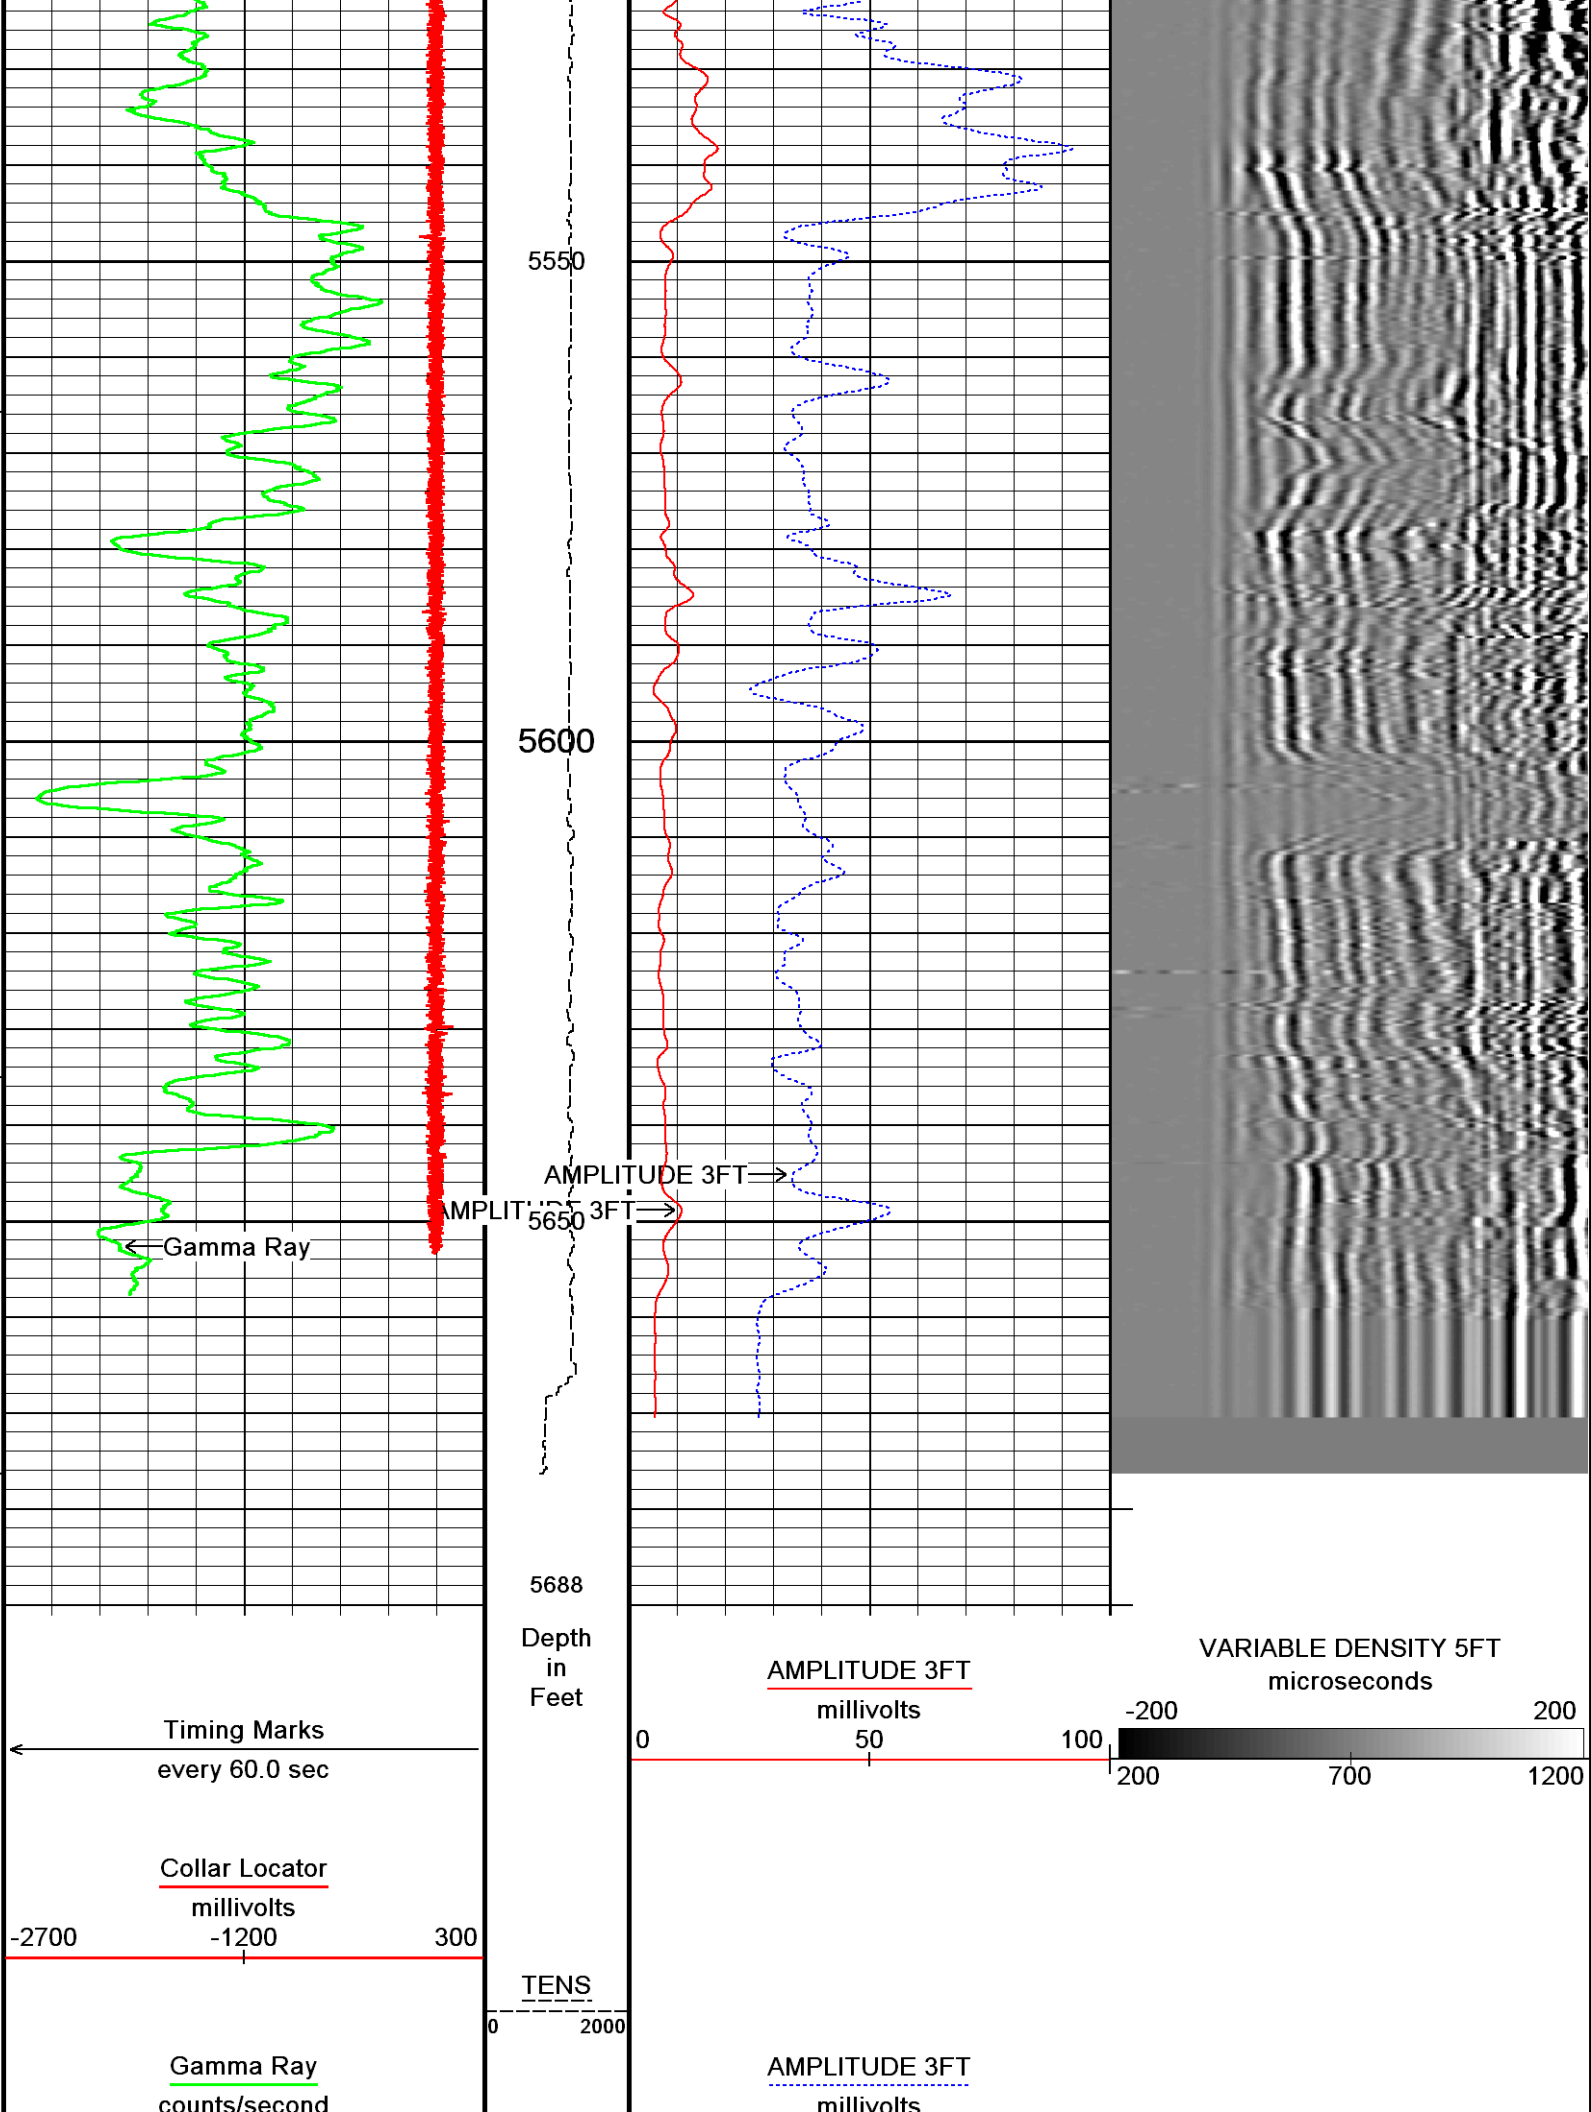 5550
5600
AMPLITUDE 3FT
AMPLITUDE 3FT
5650
Gamma Ray
5688
Depth
in
Feet
Timing Marks
every 60.0 sec
Collar Locator
millivolts
-2700 -1200 300
Gamma Ray
counts/second
TENS
0 2000
AMPLITUDE 3FT
millivolts
0 50 100
AMPLITUDE 3FT
millivolts
VARIABLE DENSITY 5FT
microseconds
-200 200
200 700 1200